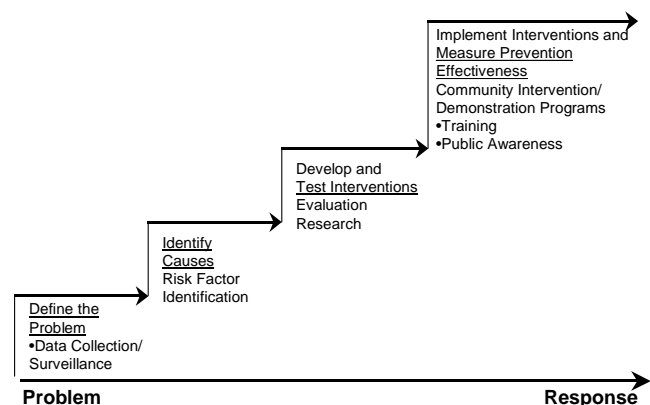 Define the
Problem
•Data Collection/
Surveillance
Identify
Causes
Risk Factor
Identification
Develop and
Test Interventions
Evaluation
Research
Implement Interventions and
Measure Prevention
Effectiveness
Community Intervention/
Demonstration Programs
•Training
•Public Awareness
Problem
Response